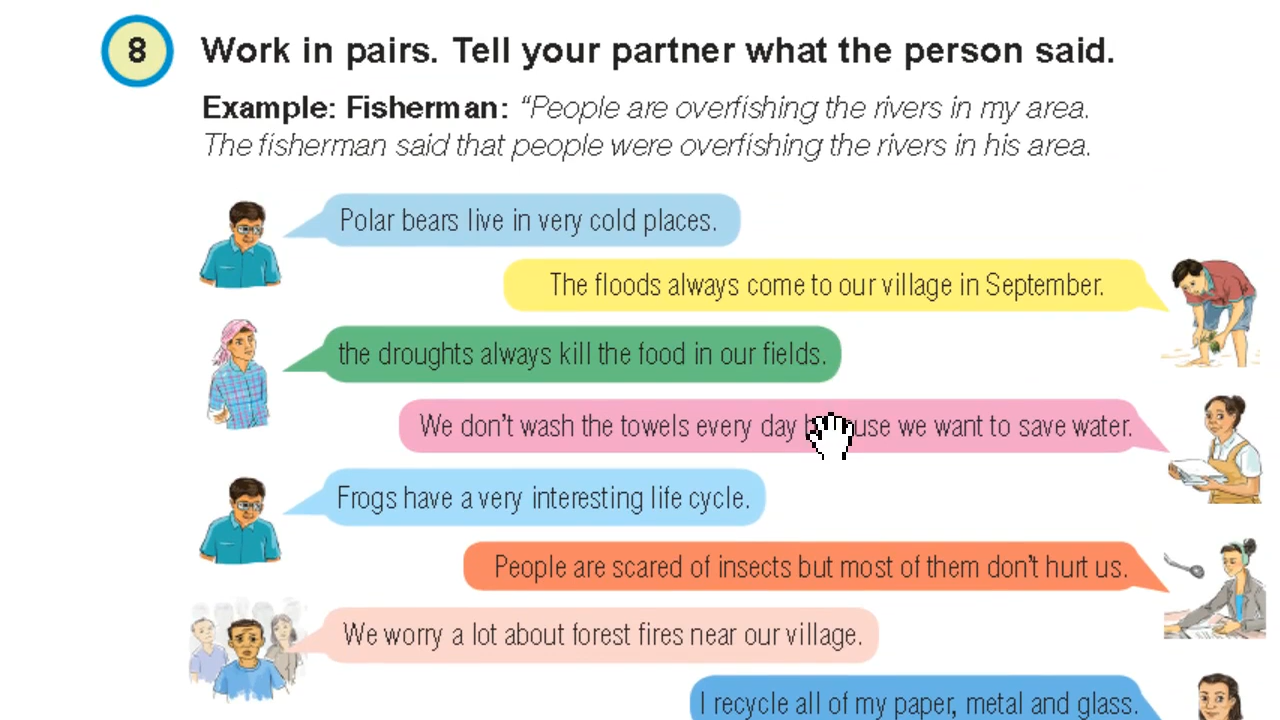 8
Work in pairs. Tell your partner what the person said.
Example: Fisherman: “People are overfishing the rivers in my area.
The fisherman said that people were overfishing the rivers in his area.
Polar bears live in very cold places.
The floods always come to our village in September.
the droughts always kill the food in our fields.
We don't wash the towels every day because we want to save water.
Frogs have a very interesting life cycle.
People are scared of insects but most of them don't hurt us.
We worry a lot about forest fires near our village.
I recycle all of my paper, metal and glass.